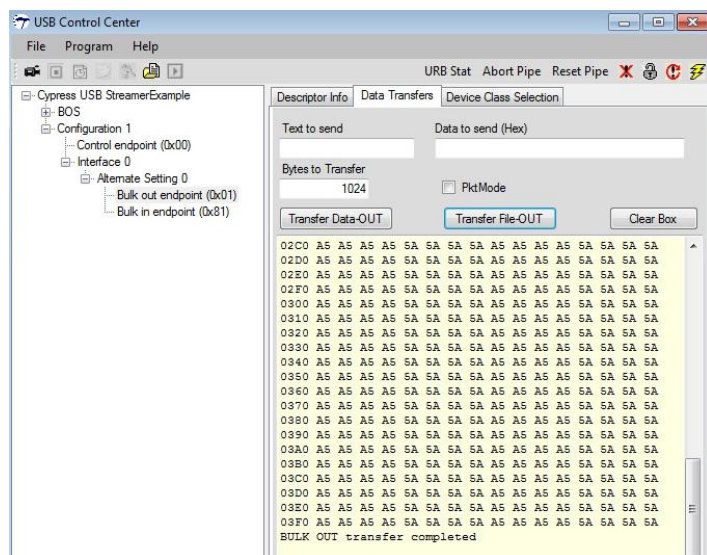 USB Control Center
File Program Help
URB Stat Abort Pipe Reset Pipe
Cypress USB StreamerExample
BOS
Configuration 1
Control endpoint (0x00)
Interface 0
Alternate Setting 0
Bulk out endpoint (0x01)
Bulk in endpoint (0x81)
Descriptor Info Data Transfers Device Class Selection
Text to send Data to send (Hex)
Bytes to Transfer
1024 PktMode
Transfer Data-OUT Transfer File-OUT Clear Box
02C0 A5 A5 A5 A5 5A 5A 5A 5A A5 A5 A5 A5 5A 5A 5A 5A
02D0 A5 A5 A5 A5 5A 5A 5A 5A A5 A5 A5 A5 5A 5A 5A 5A
02E0 A5 A5 A5 A5 5A 5A 5A 5A A5 A5 A5 A5 5A 5A 5A 5A
02F0 A5 A5 A5 A5 5A 5A 5A 5A A5 A5 A5 A5 5A 5A 5A 5A
0300 A5 A5 A5 A5 5A 5A 5A 5A A5 A5 A5 A5 5A 5A 5A 5A
0310 A5 A5 A5 A5 5A 5A 5A 5A A5 A5 A5 A5 5A 5A 5A 5A
0320 A5 A5 A5 A5 5A 5A 5A 5A A5 A5 A5 A5 5A 5A 5A 5A
0330 A5 A5 A5 A5 5A 5A 5A 5A A5 A5 A5 A5 5A 5A 5A 5A
0340 A5 A5 A5 A5 5A 5A 5A 5A A5 A5 A5 A5 5A 5A 5A 5A
0350 A5 A5 A5 A5 5A 5A 5A 5A A5 A5 A5 A5 5A 5A 5A 5A
0360 A5 A5 A5 A5 5A 5A 5A 5A A5 A5 A5 A5 5A 5A 5A 5A
0370 A5 A5 A5 A5 5A 5A 5A 5A A5 A5 A5 A5 5A 5A 5A 5A
0380 A5 A5 A5 A5 5A 5A 5A 5A A5 A5 A5 A5 5A 5A 5A 5A
0390 A5 A5 A5 A5 5A 5A 5A 5A A5 A5 A5 A5 5A 5A 5A 5A
03A0 A5 A5 A5 A5 5A 5A 5A 5A A5 A5 A5 A5 5A 5A 5A 5A
03B0 A5 A5 A5 A5 5A 5A 5A 5A A5 A5 A5 A5 5A 5A 5A 5A
03C0 A5 A5 A5 A5 5A 5A 5A 5A A5 A5 A5 A5 5A 5A 5A 5A
03D0 A5 A5 A5 A5 5A 5A 5A 5A A5 A5 A5 A5 5A 5A 5A 5A
03E0 A5 A5 A5 A5 5A 5A 5A 5A A5 A5 A5 A5 5A 5A 5A 5A
03F0 A5 A5 A5 A5 5A 5A 5A 5A A5 A5 A5 A5 5A 5A 5A 5A
BULK OUT transfer completed